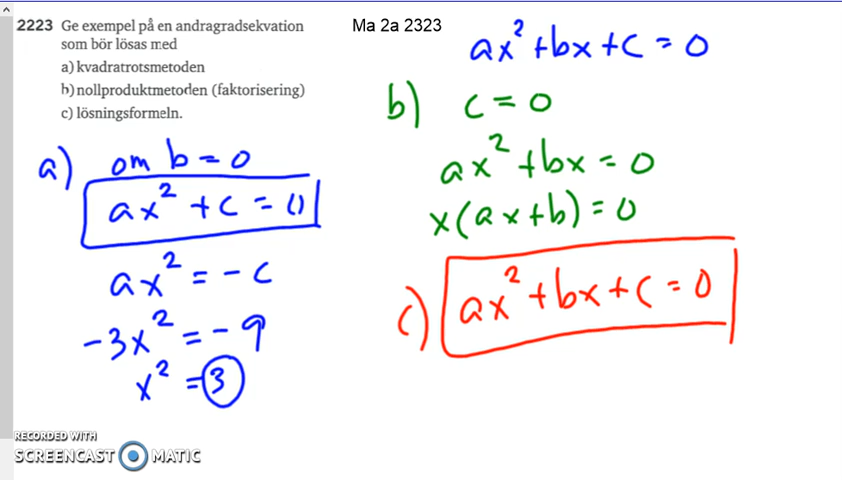 2223 Ge exempel på en andragradsekvation
som bör lösas med
a) kvadratrotsmetoden
b) nollproduktmetoden (faktorisering)
c) lösningsformeln.
Ma 2a 2323
ax² + bx + c = 0
a) om b = 0
ax² + c = 0
ax² = - c
-3x² = - 9
x² = 3
b) c = 0
ax² + bx = 0
x(ax+b) = 0
c) ax² + bx + c = 0
RECORDED WITH
SCREENCAST MATIC